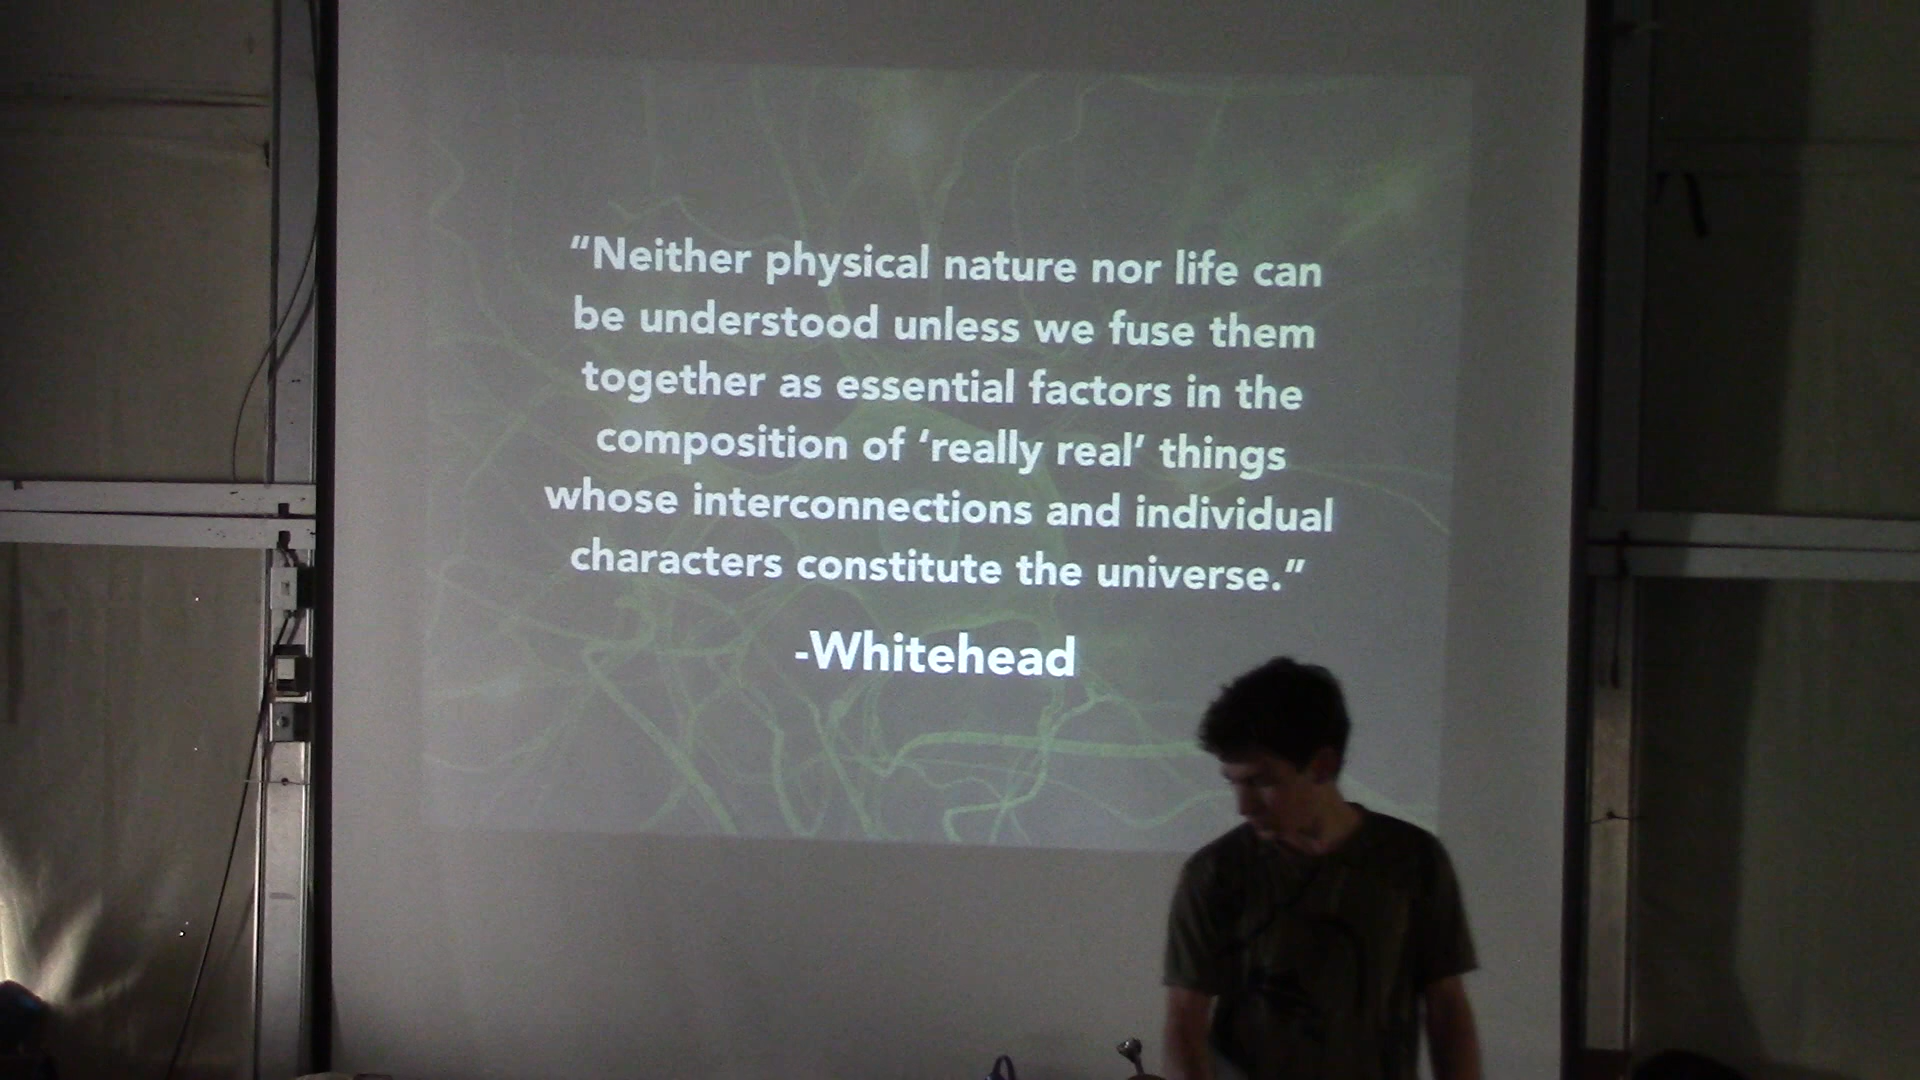 “Neither physical nature nor life can
be understood unless we fuse them
together as essential factors in the
composition of ‘really real’ things
whose interconnections and individual
characters constitute the universe.”
-Whitehead